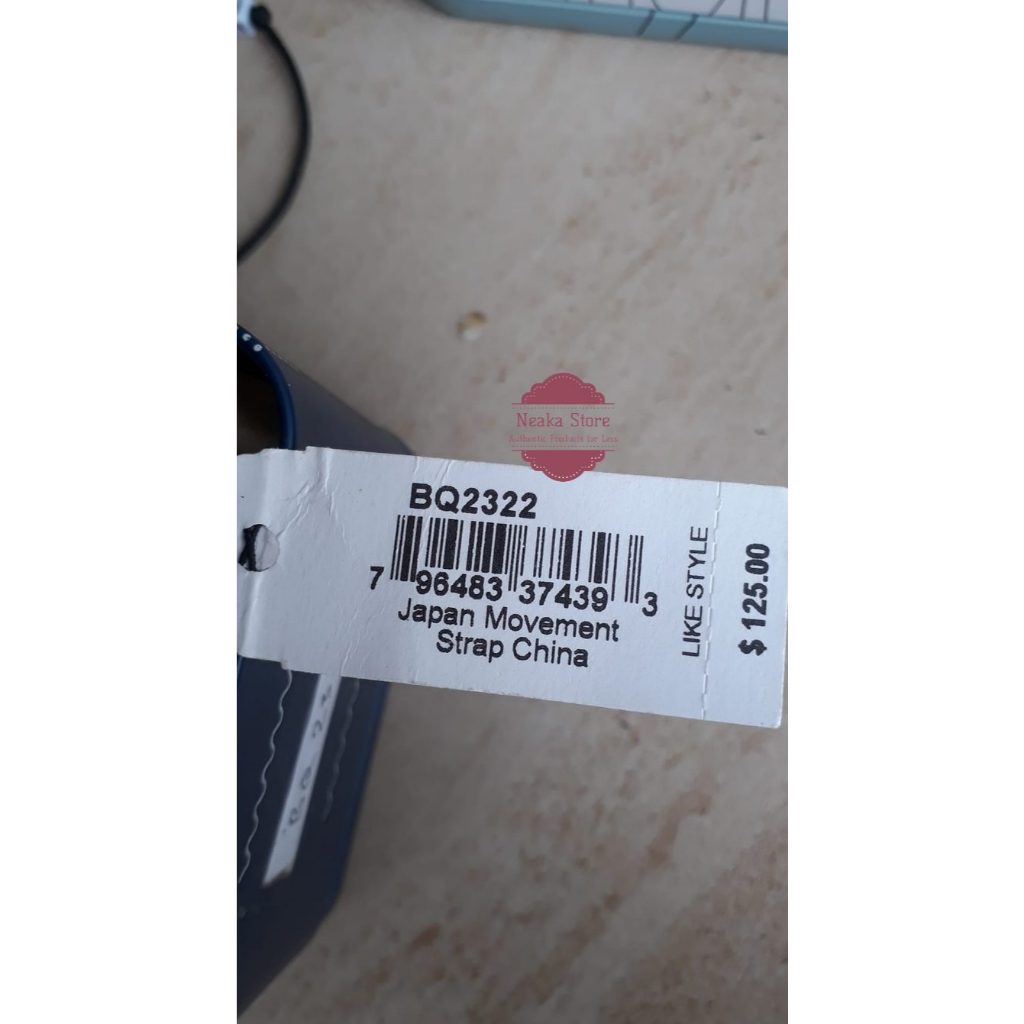 Neaka Store
Authentic Products for Less
BQ2322
7 96483 37439 3
Japan Movement
Strap China
LIKE STYLE
$ 125.00